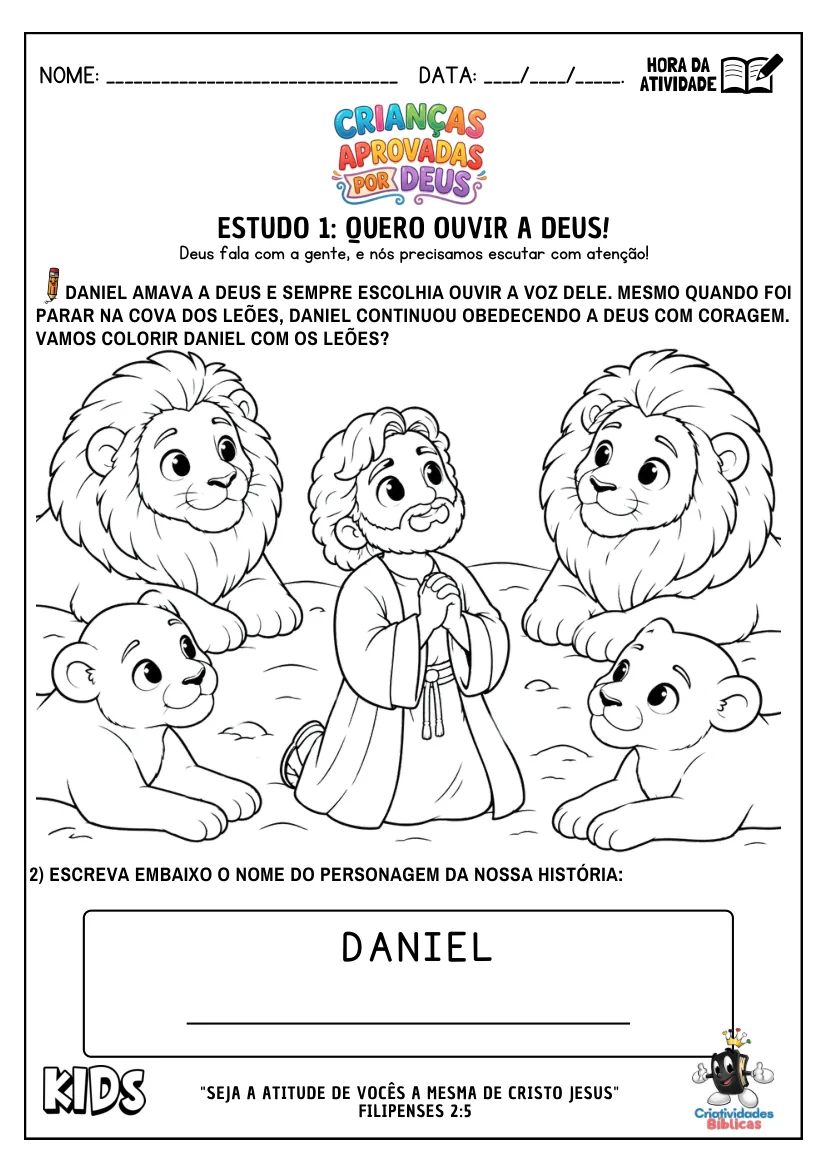 NOME: ________________________________ DATA: ____/____/_____.
HORA DA
ATIVIDADE
CRIANÇAS
APROVADAS
POR DEUS
ESTUDO 1: QUERO OUVIR A DEUS!
Deus fala com a gente, e nós precisamos escutar com atenção!
DANIEL AMAVA A DEUS E SEMPRE ESCOLHIA OUVIR A VOZ DELE. MESMO QUANDO FOI
PARAR NA COVA DOS LEÕES, DANIEL CONTINUOU OBEDECENDO A DEUS COM CORAGEM.
VAMOS COLORIR DANIEL COM OS LEÕES?
2) ESCREVA EMBAIXO O NOME DO PERSONAGEM DA NOSSA HISTÓRIA:
DANIEL
KIDS
"SEJA A ATITUDE DE VOCÊS A MESMA DE CRISTO JESUS"
FILIPENSES 2:5
Criatividades
Bíblicas